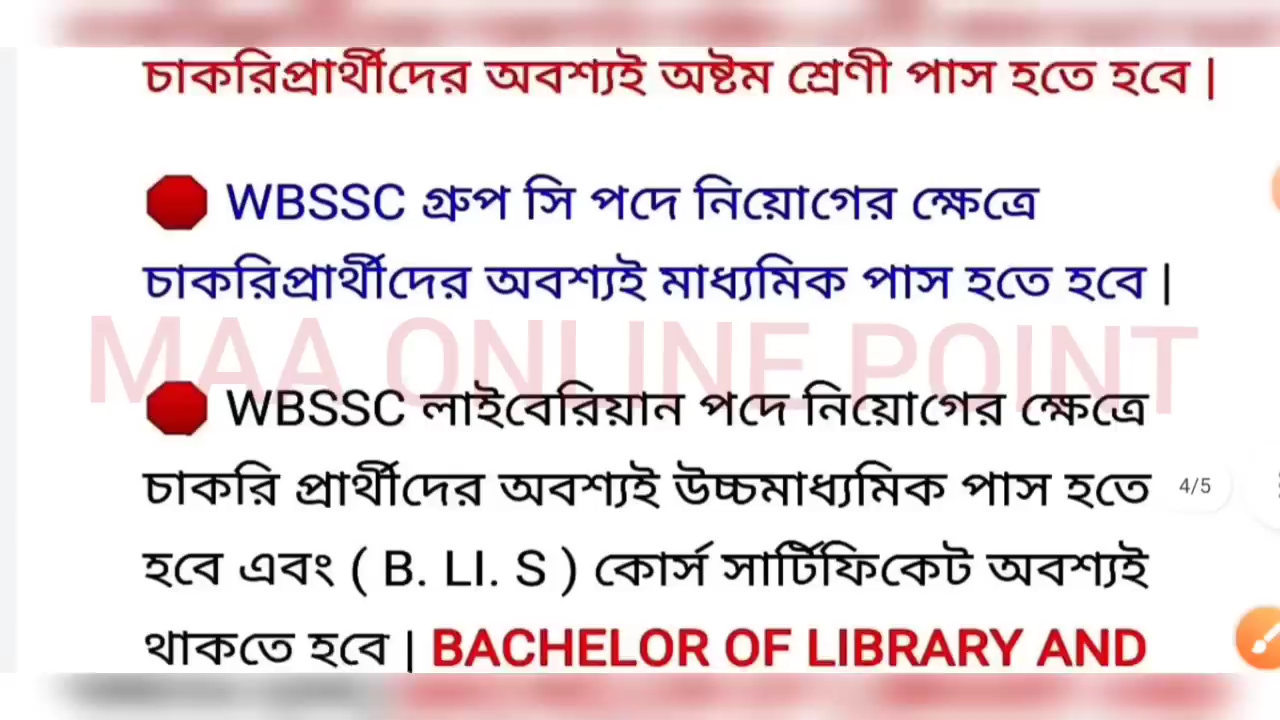 চাকরিপ্রার্থীদের অবশ্যই অষ্টম শ্রেণী পাস হতে হবে |
WBSSC গ্রুপ সি পদে নিয়োগের ক্ষেত্রে
চাকরিপ্রার্থীদের অবশ্যই মাধ্যমিক পাস হতে হবে |
MAA ONLINE POINT
WBSSC লাইবেরিয়ান পদে নিয়োগের ক্ষেত্রে
চাকরি প্রার্থীদের অবশ্যই উচ্চমাধ্যমিক পাস হতে
4/5
হবে এবং ( B. LI. S ) কোর্স সার্টিফিকেট অবশ্যই
থাকতে হবে | BACHELOR OF LIBRARY AND